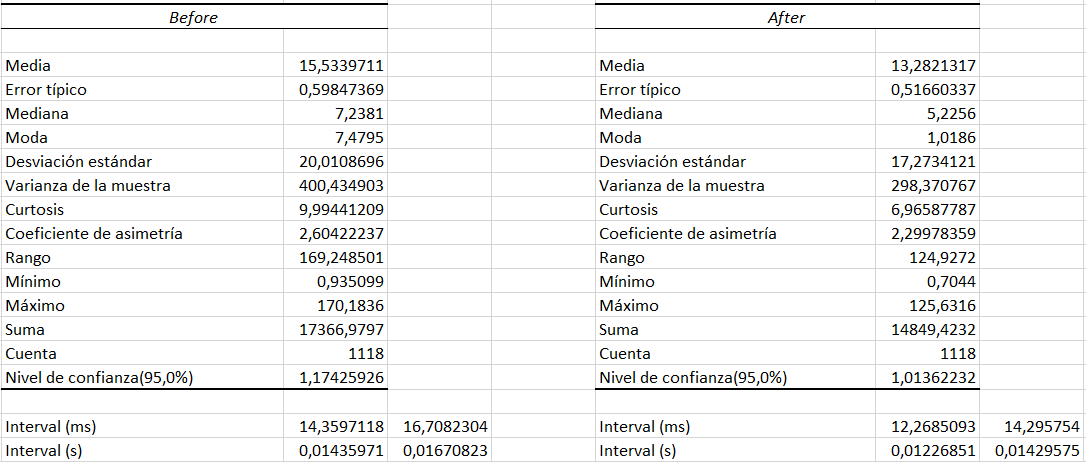 Before After
Media 15,5339711 Media 13,2821317
Error típico 0,59847369 Error típico 0,51660337
Mediana 7,2381 Mediana 5,2256
Moda 7,4795 Moda 1,0186
Desviación estándar 20,0108696 Desviación estándar 17,2734121
Varianza de la muestra 400,434903 Varianza de la muestra 298,370767
Curtosis 9,99441209 Curtosis 6,96587787
Coeficiente de asimetría 2,60422237 Coeficiente de asimetría 2,29978359
Rango 169,248501 Rango 124,9272
Mínimo 0,935099 Mínimo 0,7044
Máximo 170,1836 Máximo 125,6316
Suma 17366,9797 Suma 14849,4232
Cuenta 1118 Cuenta 1118
Nivel de confianza(95,0%) 1,17425926 Nivel de confianza(95,0%) 1,01362232
Interval (ms) 14,3597118 16,7082304 Interval (ms) 12,2685093 14,295754
Interval (s) 0,01435971 0,01670823 Interval (s) 0,01226851 0,01429575